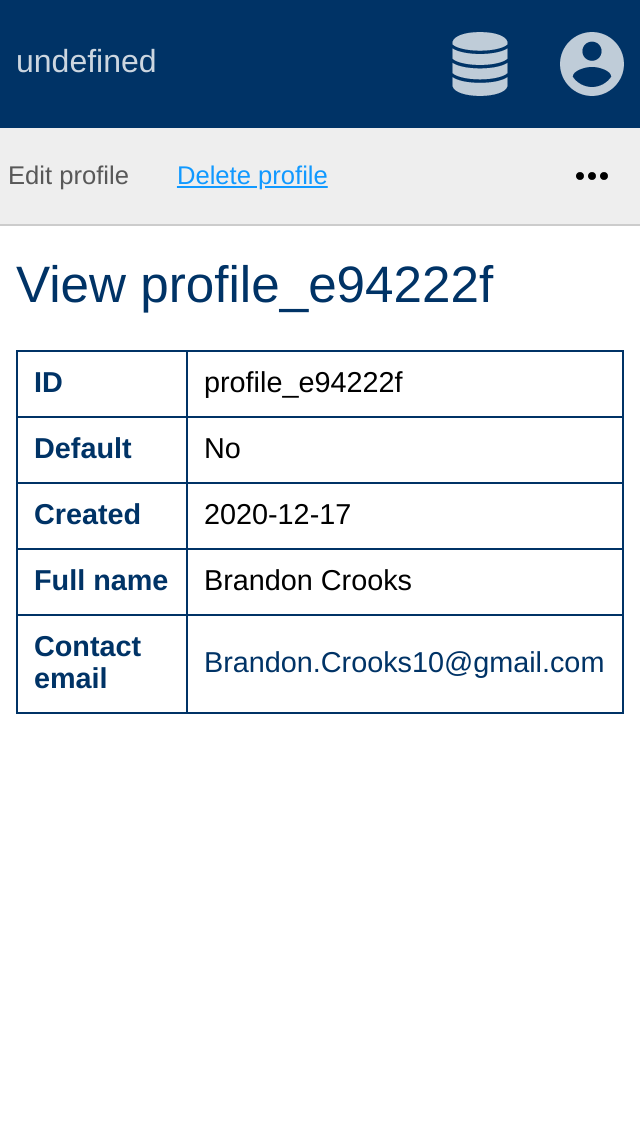 undefined
Edit profile Delete profile
View profile_e94222f
ID profile_e94222f
Default No
Created 2020-12-17
Full name Brandon Crooks
Contact
email
Brandon.Crooks10@gmail.com